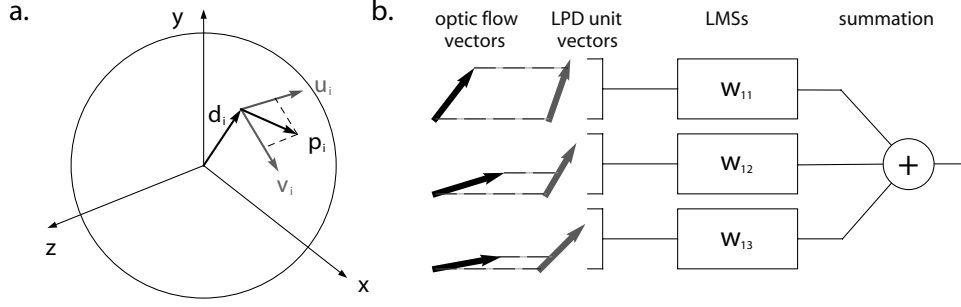 a.
y
u i
d i
p i
v i
z
x
b.
optic flow
vectors
LPD unit
vectors
LMSs
summation
W 11
W 12
W 13
+